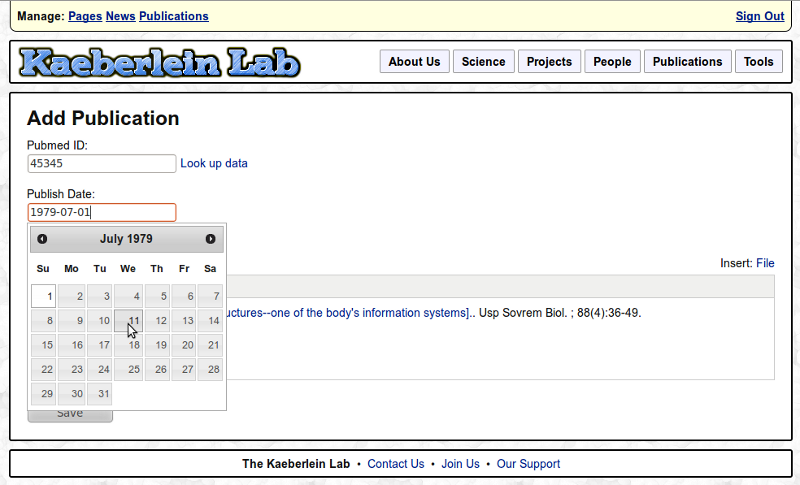 Manage: Pages News Publications Sign Out
Kaeberlein Lab About Us Science Projects People Publications Tools
Add Publication
Pubmed ID:
45345 Look up data
Publish Date:
1979-07-01
July 1979
Su Mo Tu We Th Fr Sa
1 2 3 4 5 6 7
8 9 10 11 12 13 14
15 16 17 18 19 20 21
22 23 24 25 26 27 28
29 30 31
Insert: File
uctures--one of the body's information systems].. Usp Sovrem Biol. ; 88(4):36-49.
Save
The Kaeberlein Lab • Contact Us • Join Us • Our Support